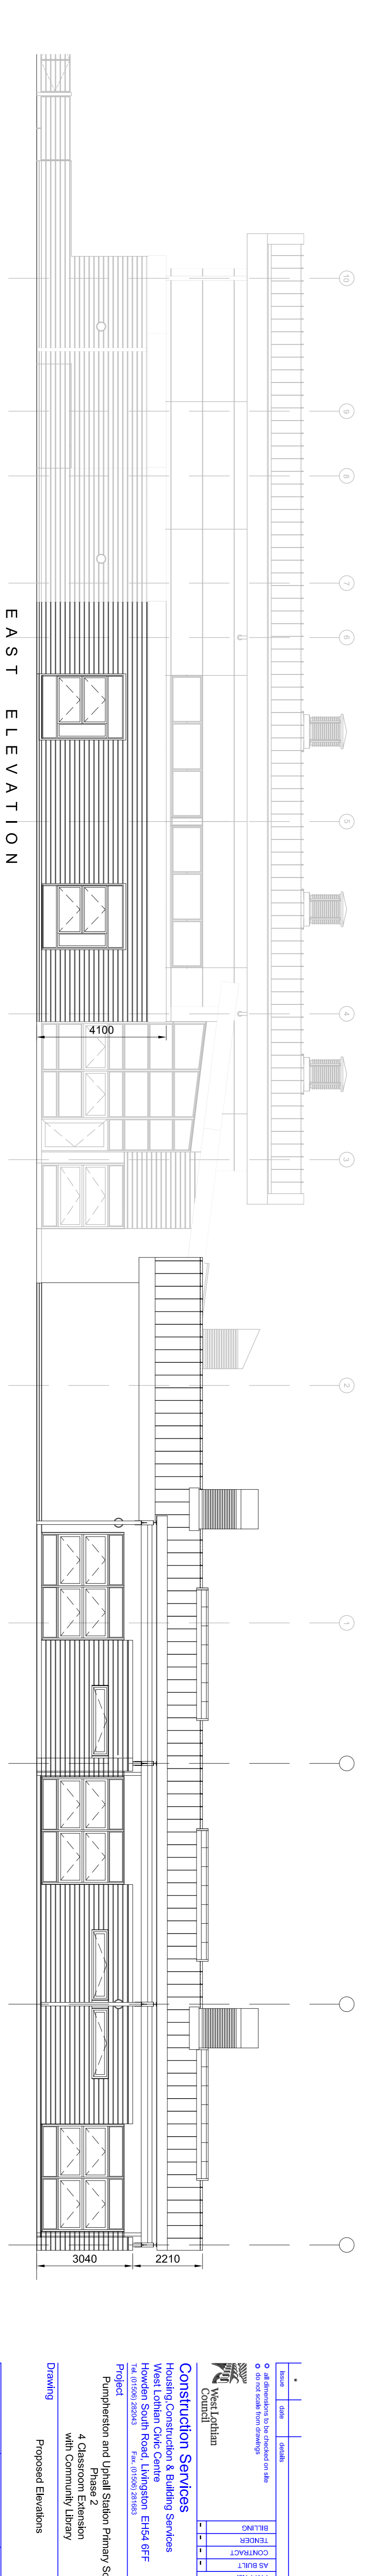 10
9
8
7
6
5
4
3
2
1
4100
3040
2210
EAST ELEVATION
*
issue date details
all dimensions to be checked on site
do not scale from drawings
BILLING
TENDER
CONTRACT
AS BUILT
West Lothian
Council
Construction Services
Housing,Construction & Building Services
West Lothian Civic Centre
Howden South Road, Livingston EH54 6FF
Tel. (01506) 282043 Fax. (01506) 281683
Project
Pumpherston and Uphall Station Primary Sc
Phase 2
4 Classroom Extension
with Community Library
Drawing
Proposed Elevations